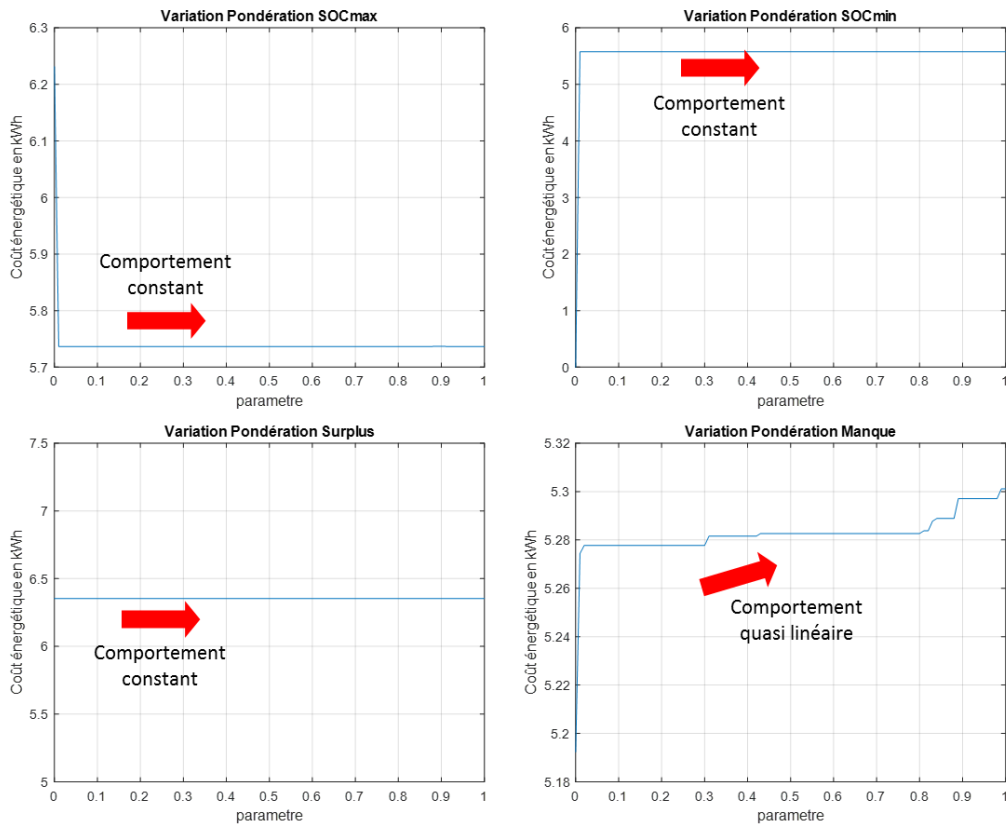 Variation Pondération SOCmax
6.3
6.2
6.1
6
5.9
5.8
5.7
Coût énergétique en kWh
Comportement
constant
0 0.1 0.2 0.3 0.4 0.5 0.6 0.7 0.8 0.9 1
parametre
Variation Pondération SOCmin
6
5
4
3
2
1
0
Coût énergétique en kWh
Comportement
constant
0 0.1 0.2 0.3 0.4 0.5 0.6 0.7 0.8 0.9 1
parametre
Variation Pondération Surplus
7.5
7
6.5
6
5.5
5
Coût énergétique en kWh
Comportement
constant
0 0.1 0.2 0.3 0.4 0.5 0.6 0.7 0.8 0.9 1
parametre
Variation Pondération Manque
5.32
5.3
5.28
5.26
5.24
5.22
5.2
5.18
Coût énergétique en kWh
Comportement
quasi linéaire
0 0.1 0.2 0.3 0.4 0.5 0.6 0.7 0.8 0.9 1
parametre